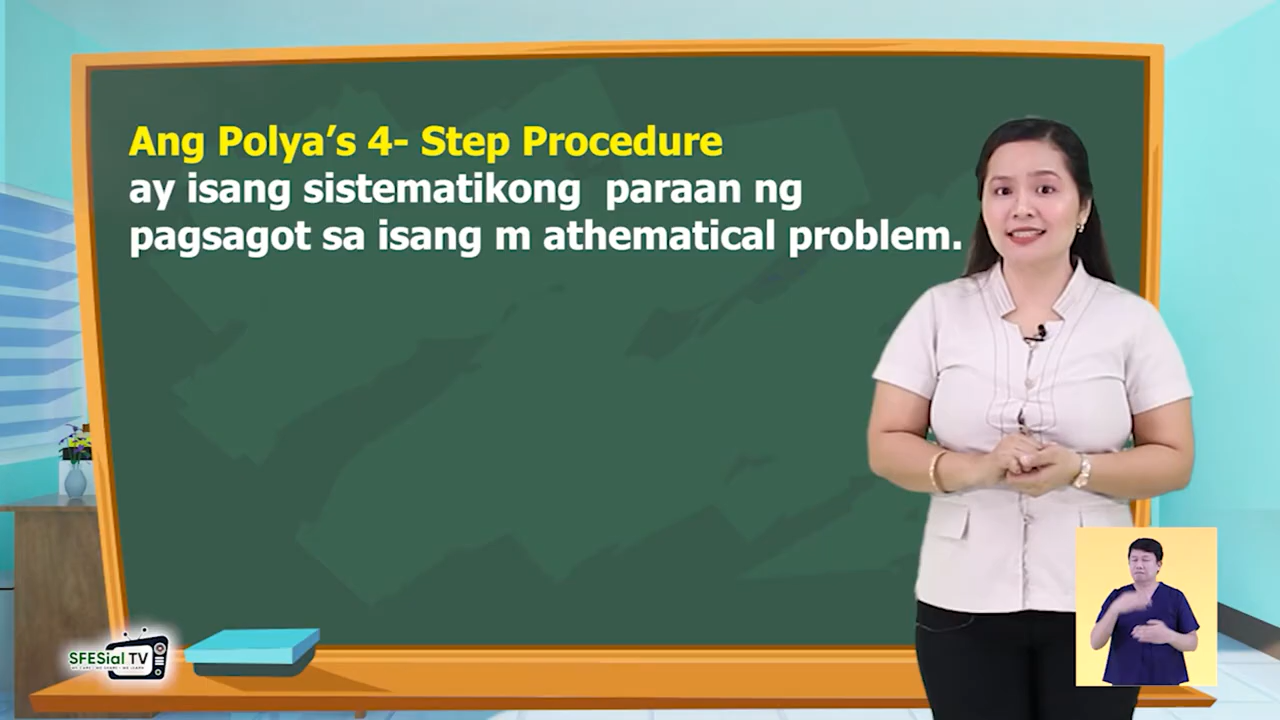 Ang Polya's 4- Step Procedure
ay isang sistematikong  paraan ng
pagsagot sa isang m athematical problem.
SFESial TV